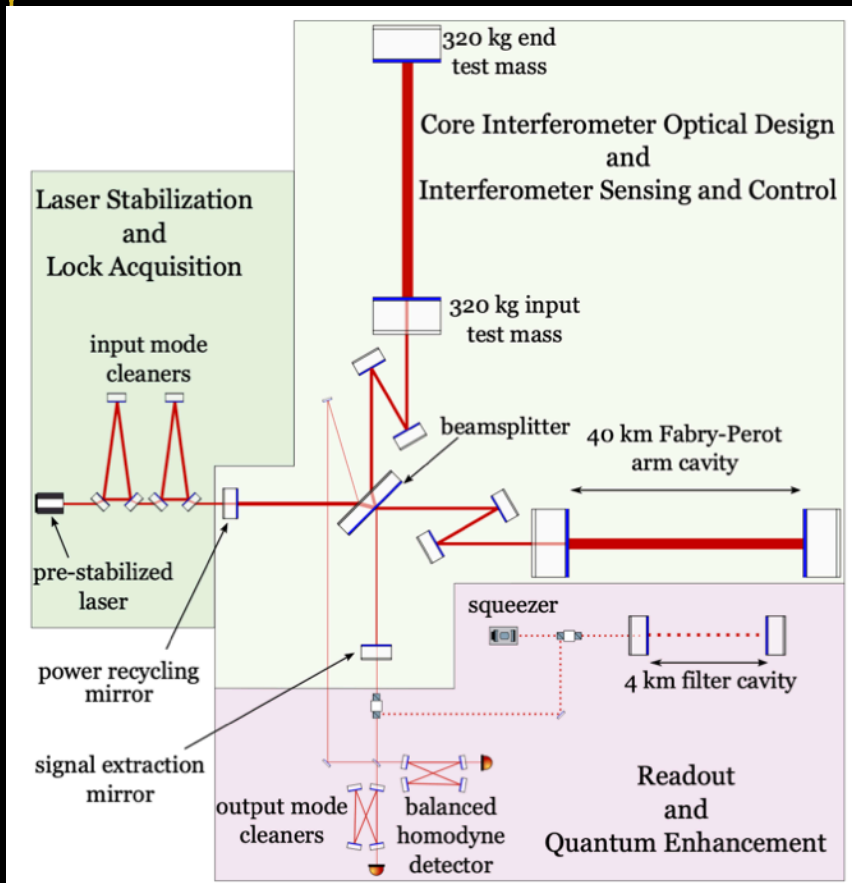 320 kg end
test mass
Core Interferometer Optical Design
and
Interferometer Sensing and Control
Laser Stabilization
and
Lock Acquisition
320 kg input
test mass
input mode
cleaners
beamsplitter
40 km Fabry-Perot
arm cavity
pre-stabilized
laser
squeezer
power recycling
mirror
4 km filter cavity
signal extraction
mirror
output mode
cleaners
balanced
homodyne
detector
Readout
and
Quantum Enhancement